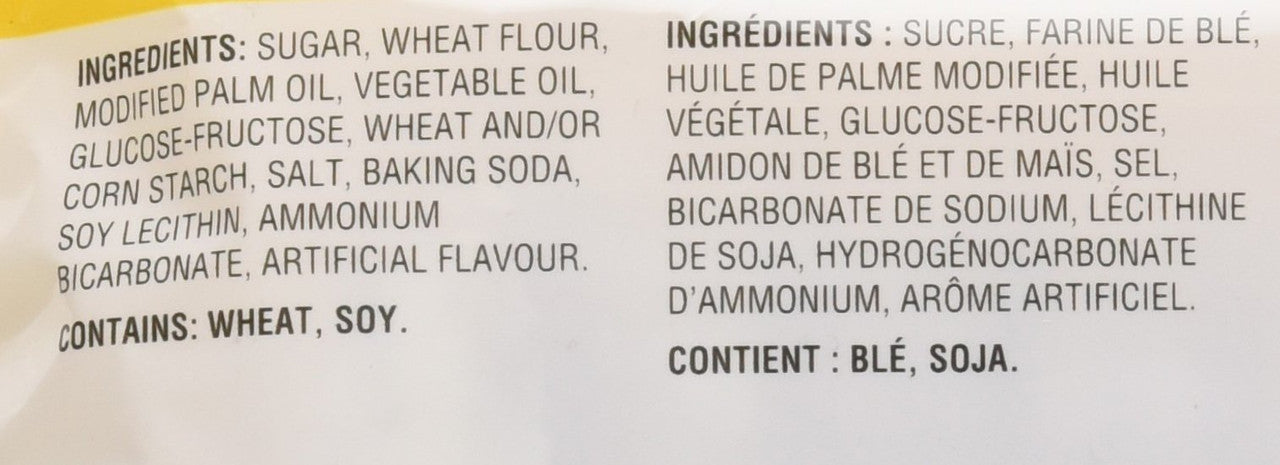 INGREDIENTS: SUGAR, WHEAT FLOUR,
MODIFIED PALM OIL, VEGETABLE OIL,
GLUCOSE-FRUCTOSE, WHEAT AND/OR
CORN STARCH, SALT, BAKING SODA,
SOY LECITHIN, AMMONIUM
BICARBONATE, ARTIFICIAL FLAVOUR.
CONTAINS: WHEAT, SOY.
INGRÉDIENTS : SUCRE, FARINE DE BLÉ,
HUILE DE PALME MODIFIÉE, HUILE
VÉGÉTALE, GLUCOSE-FRUCTOSE,
AMIDON DE BLÉ ET DE MAÏS, SEL,
BICARBONATE DE SODIUM, LÉCITHINE
DE SOJA, HYDROGÉNOCARBONATE
D'AMMONIUM, ARÔME ARTIFICIEL.
CONTIENT : BLÉ, SOJA.